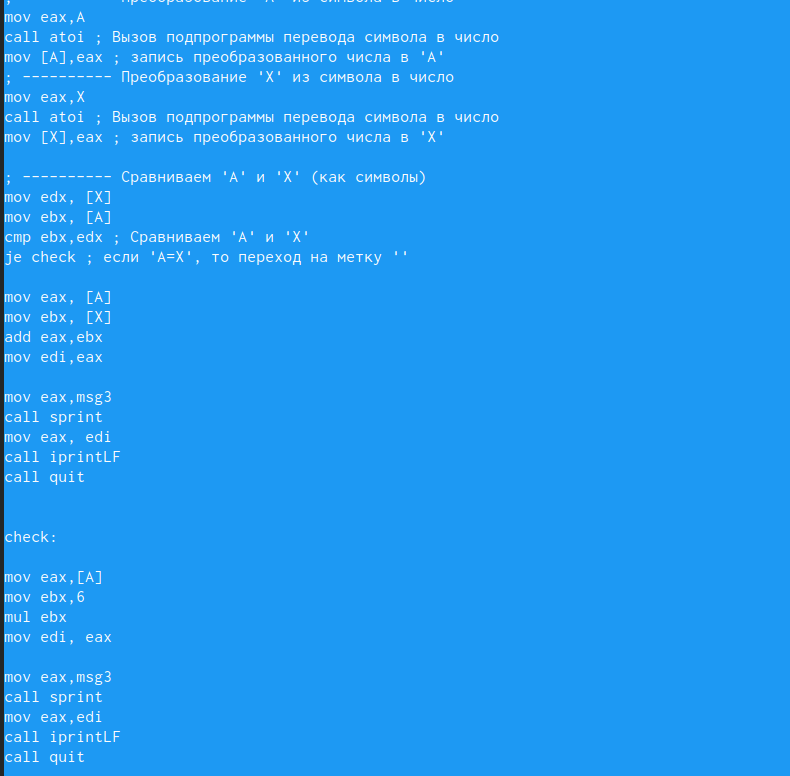 ; ---------- Преобразование 'A' из символа в число
mov eax,A
call atoi ; Вызов подпрограммы перевода символа в число
mov [A],eax ; запись преобразованного числа в 'A'
; ---------- Преобразование 'X' из символа в число
mov eax,X
call atoi ; Вызов подпрограммы перевода символа в число
mov [X],eax ; запись преобразованного числа в 'X'
; ---------- Сравниваем 'A' и 'X' (как символы)
mov edx, [X]
mov ebx, [A]
cmp ebx,edx ; Сравниваем 'A' и 'X'
je check ; если 'A=X', то переход на метку ''
mov eax, [A]
mov ebx, [X]
add eax,ebx
mov edi,eax
mov eax,msg3
call sprint
mov eax, edi
call iprintLF
call quit
check:
mov eax,[A]
mov ebx,6
mul ebx
mov edi, eax
mov eax,msg3
call sprint
mov eax,edi
call iprintLF
call quit